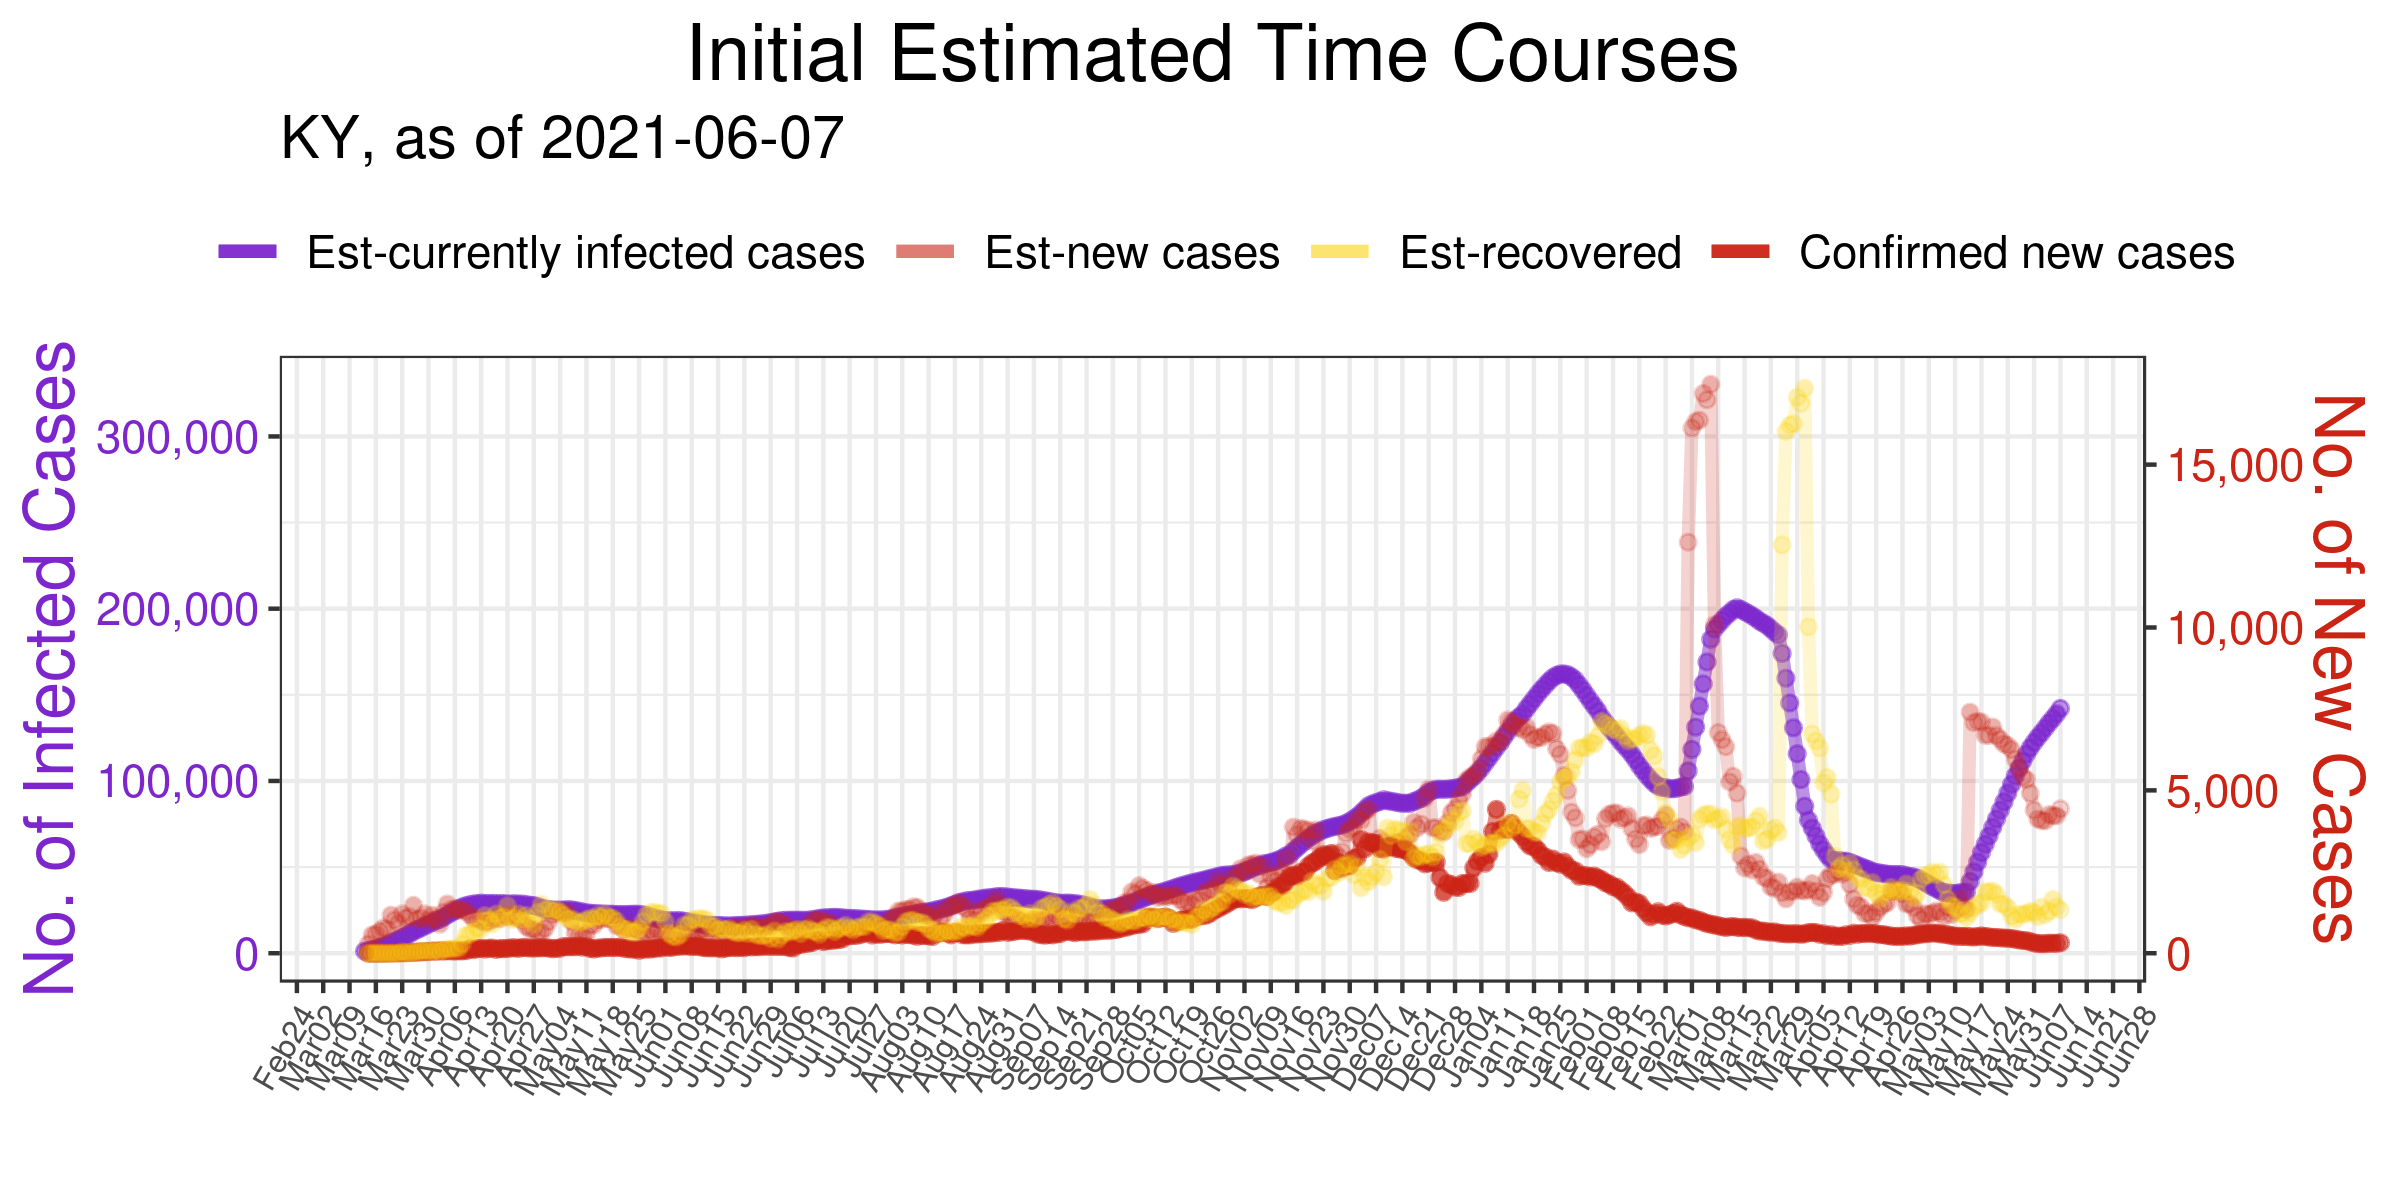 Initial Estimated Time Courses
KY, as of 2021-06-07
Est-currently infected cases Est-new cases Est-recovered Confirmed new cases
No. of Infected Cases
300,000
200,000
100,000
0
15,000
10,000
5,000
0
No. of New Cases
Feb24 Mar02 Mar09 Mar16 Mar23 Mar30 Apr06 Apr13 Apr20 Apr27 May04 May11 May18 May25 Jun01 Jun08 Jun15 Jun22 Jun29 Jul06 Jul13 Jul20 Jul27 Aug03 Aug10 Aug17 Aug24 Aug31 Sep07 Sep14 Sep21 Sep28 Oct05 Oct12 Oct19 Oct26 Nov02 Nov09 Nov16 Nov23 Nov30 Dec07 Dec14 Dec21 Dec28 Jan04 Jan11 Jan18 Jan25 Feb01 Feb08 Feb15 Feb22 Mar01 Mar08 Mar15 Mar22 Mar29 Apr05 Apr12 Apr19 Apr26 May03 May10 May17 May24 May31 Jun07 Jun14 Jun21 Jun28